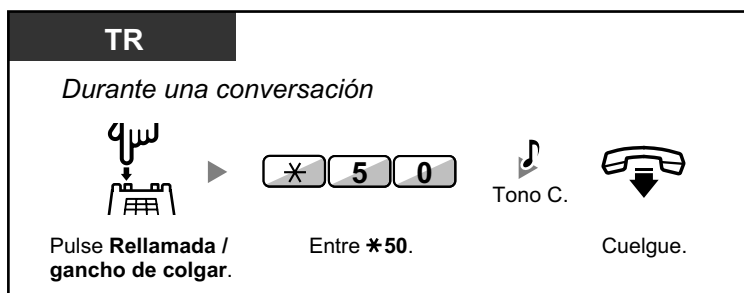 TR
Durante una conversación
✳ 5 0
Tono C.
Pulse Rellamada /
gancho de colgar.
Entre ✳50.
Cuelgue.